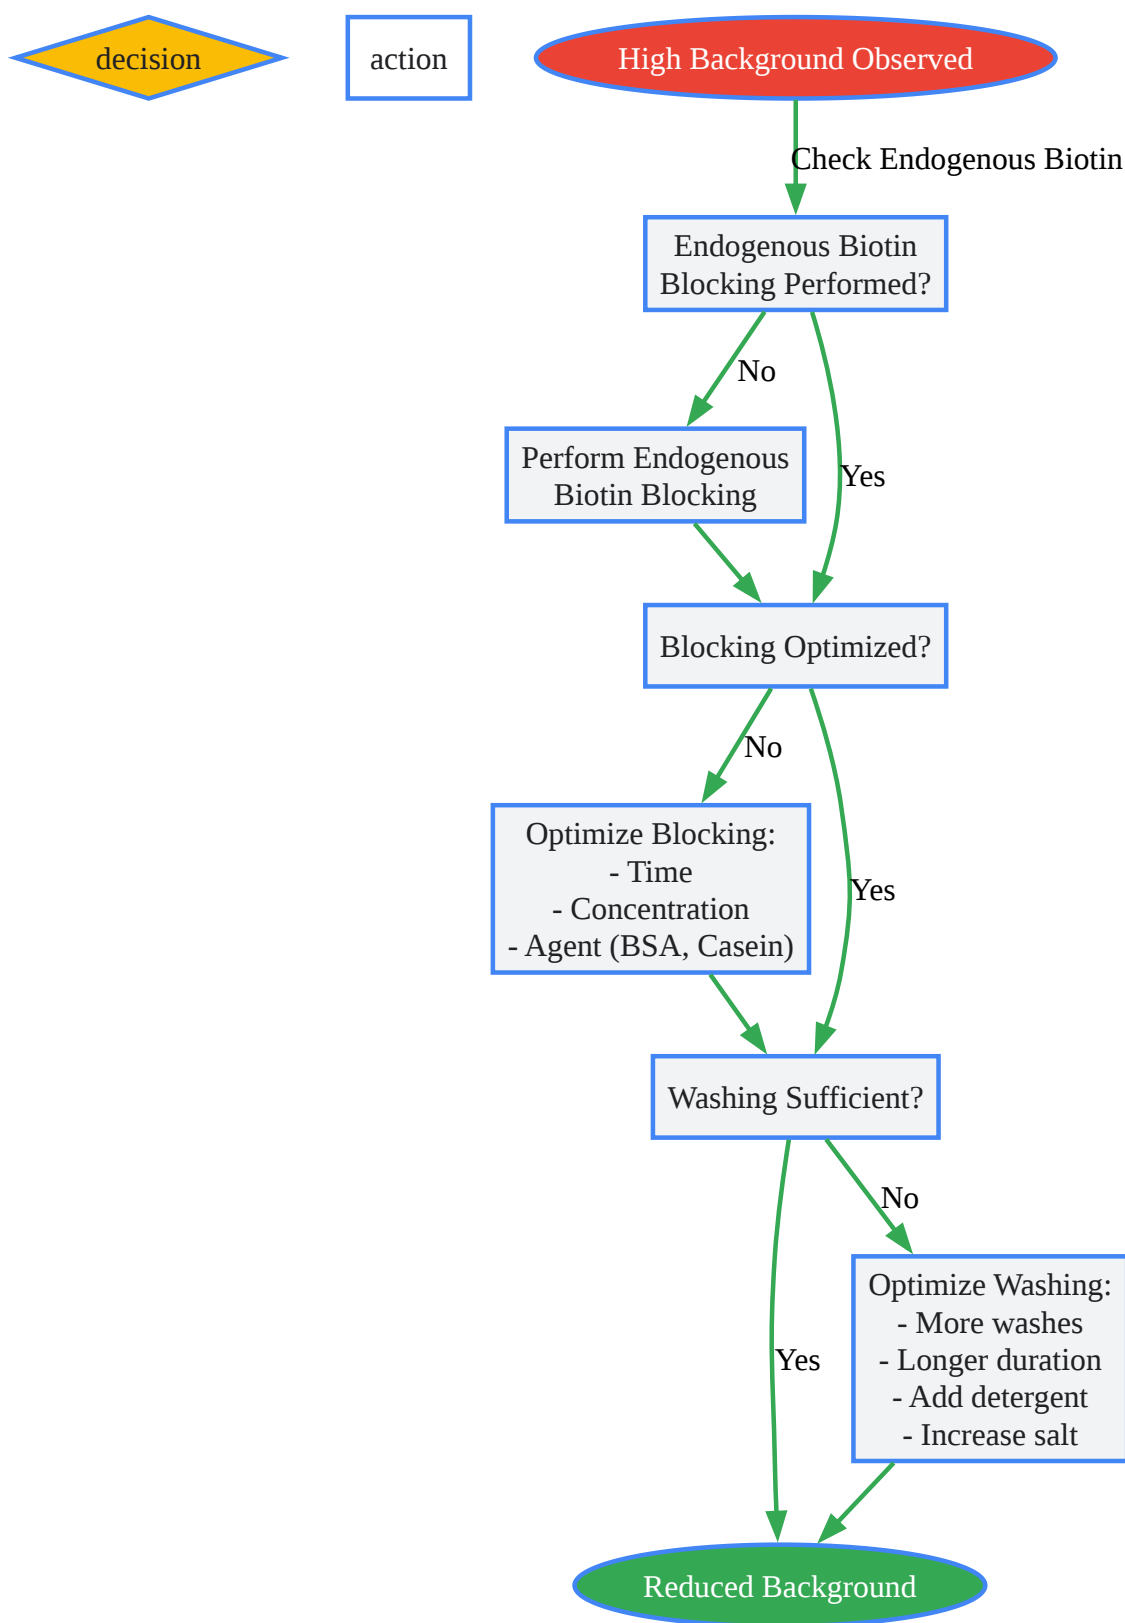 decision
action
High Background Observed
Check Endogenous Biotin
Endogenous Biotin
Blocking Performed?
No
Perform Endogenous
Biotin Blocking
Yes
Blocking Optimized?
No
Optimize Blocking:
- Time
- Concentration
- Agent (BSA, Casein)
Yes
Washing Sufficient?
No
Optimize Washing:
- More washes
- Longer duration
- Add detergent
- Increase salt
Yes
Reduced Background